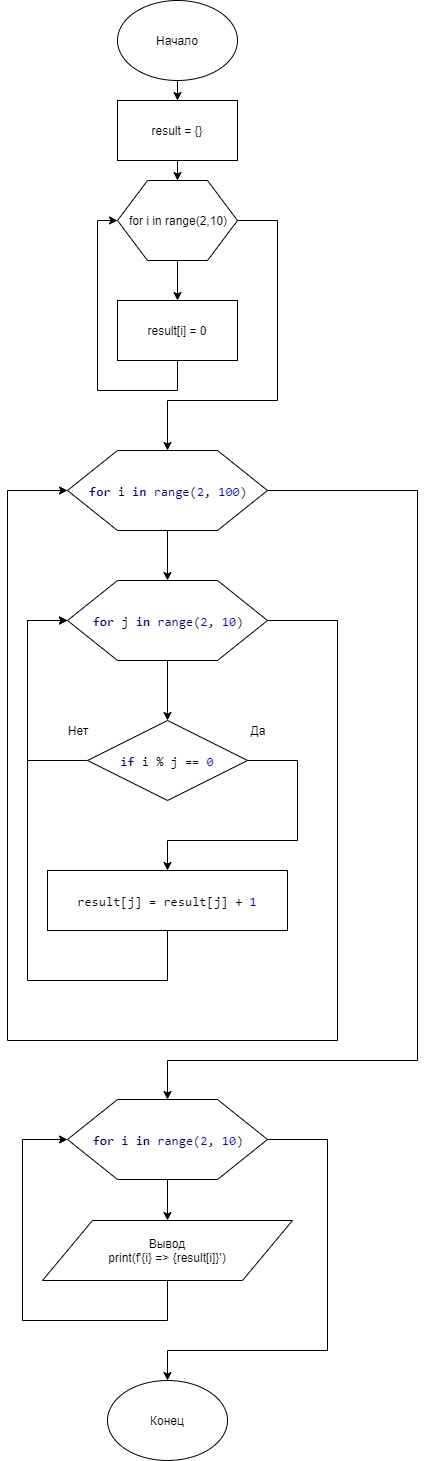 Начало
result = {}
for i in range(2,10)
result[i] = 0
for i in range(2, 100)
for j in range(2, 10)
Нет
Да
if i % j == 0
result[j] = result[j] + 1
for i in range(2, 10)
Вывод
print(f'{i} => {result[i]}')
Конец